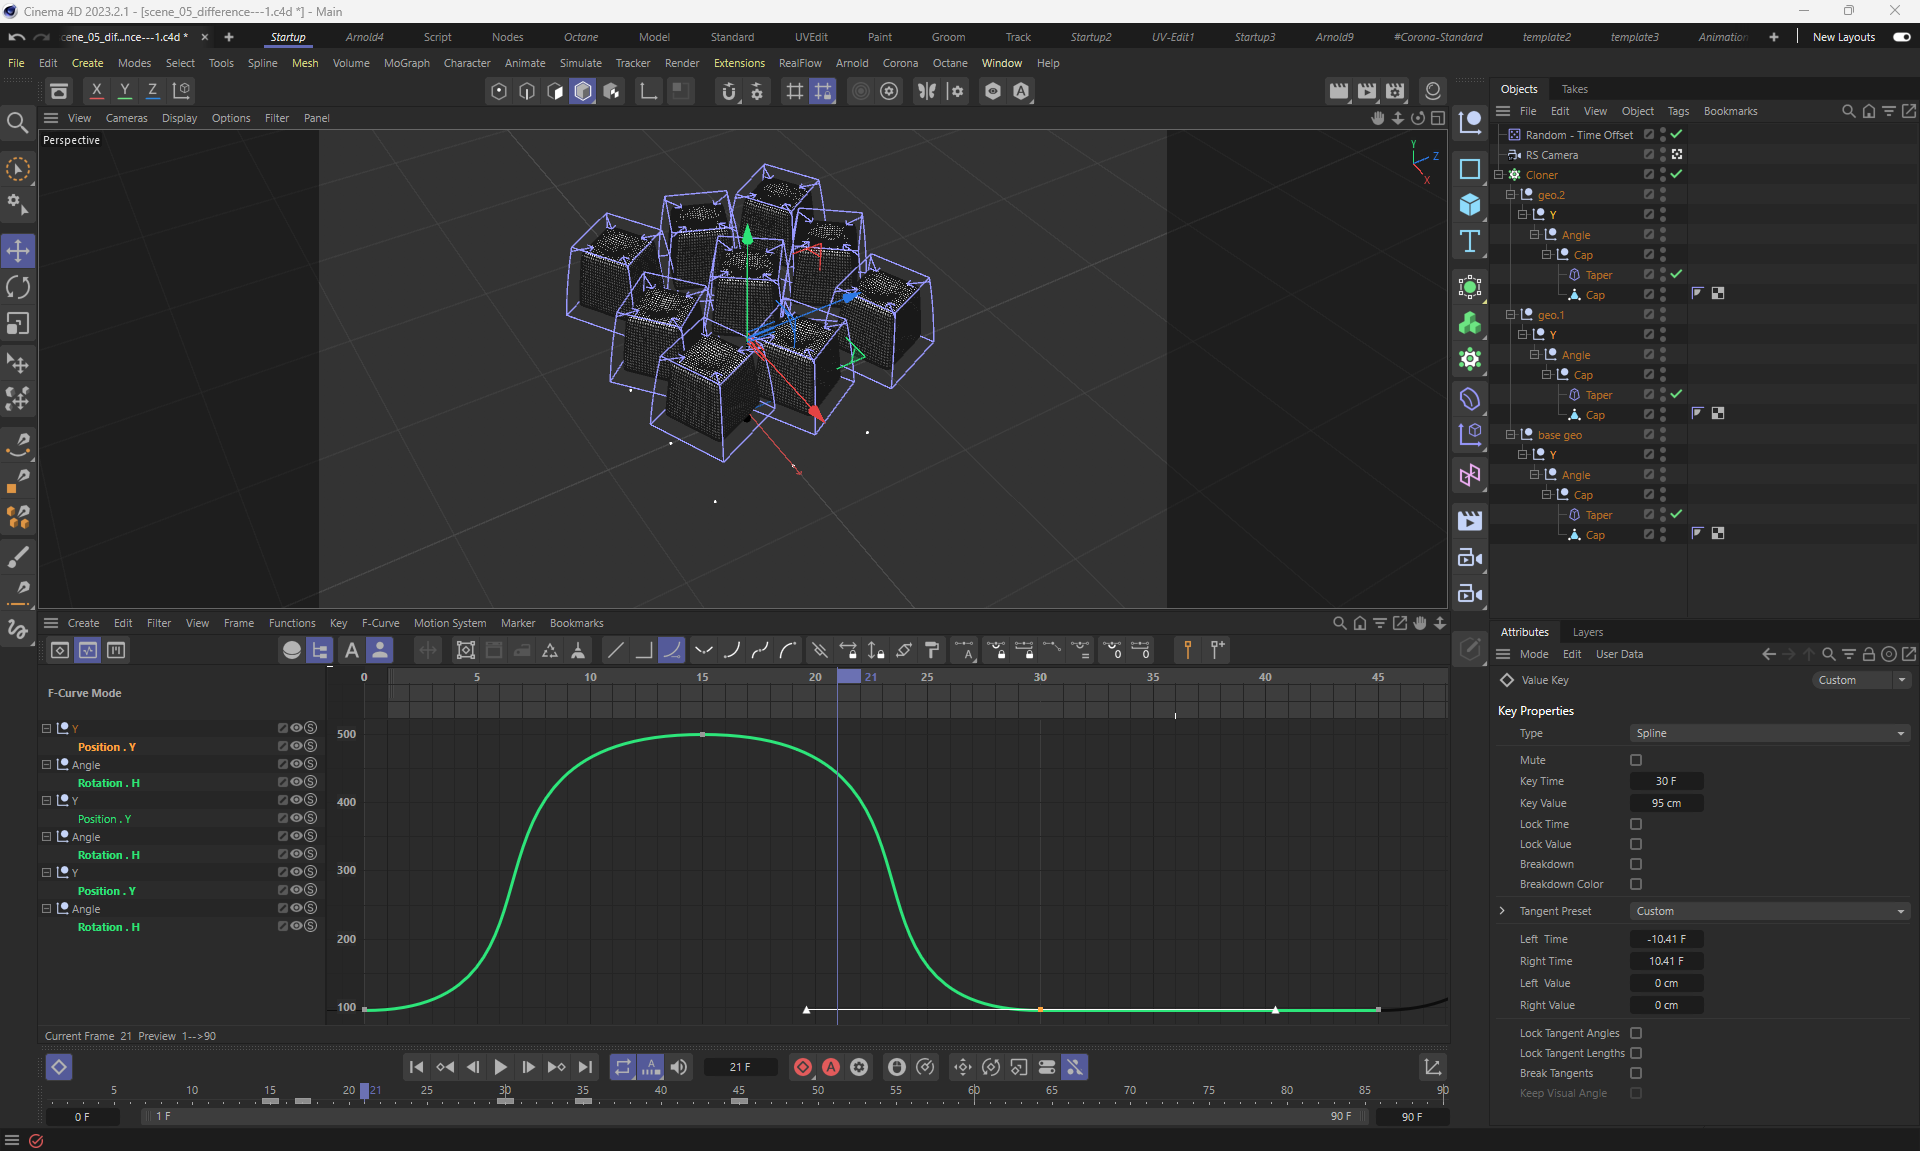 Cinema 4D 2023.2.1 - [scene_05_difference---1.c4d *] - Main
cene_05_dif...nce---1.c4d *
Startup Arnold4 Script Nodes Octane Model Standard UVEdit Paint Groom Track Startup2 UV-Edit1 Startup3 Arnold9 #Corona-Standard template2 template3 Animation New Layouts
File Edit Create Modes Select Tools Spline Mesh Volume MoGraph Character Animate Simulate Tracker Render Extensions RealFlow Arnold Corona Octane Window Help
X Y Z
View Cameras Display Options Filter Panel
Perspective
Y
Z
X
Objects Takes
File Edit View Object Tags Bookmarks
Random - Time Offset
RS Camera
Cloner
geo.2
Y
Angle
Cap
Taper
Cap
geo.1
Y
Angle
Cap
Taper
Cap
base geo
Y
Angle
Cap
Taper
Cap
Create Edit Filter View Frame Functions Key F-Curve Motion System Marker Bookmarks
0 5 10 15 20 21 25 30 35 40 45
F-Curve Mode
Y
Position . Y
Angle
Rotation . H
Y
Position . Y
Angle
Rotation . H
Y
Position . Y
Angle
Rotation . H
500
400
300
200
100
Current Frame 21 Preview 1-->90
21 F
5 10 15 20 21 25 30 35 40 45 50 55 60 65 70 75 80 85 90
0 F 1 F 90 F 90 F
Attributes Layers
Mode Edit User Data
Value Key Custom
Key Properties
Type Spline
Mute
Key Time 30 F
Key Value 95 cm
Lock Time
Lock Value
Breakdown
Breakdown Color
Tangent Preset Custom
Left Time -10.41 F
Right Time 10.41 F
Left Value 0 cm
Right Value 0 cm
Lock Tangent Angles
Lock Tangent Lengths
Break Tangents
Keep Visual Angle